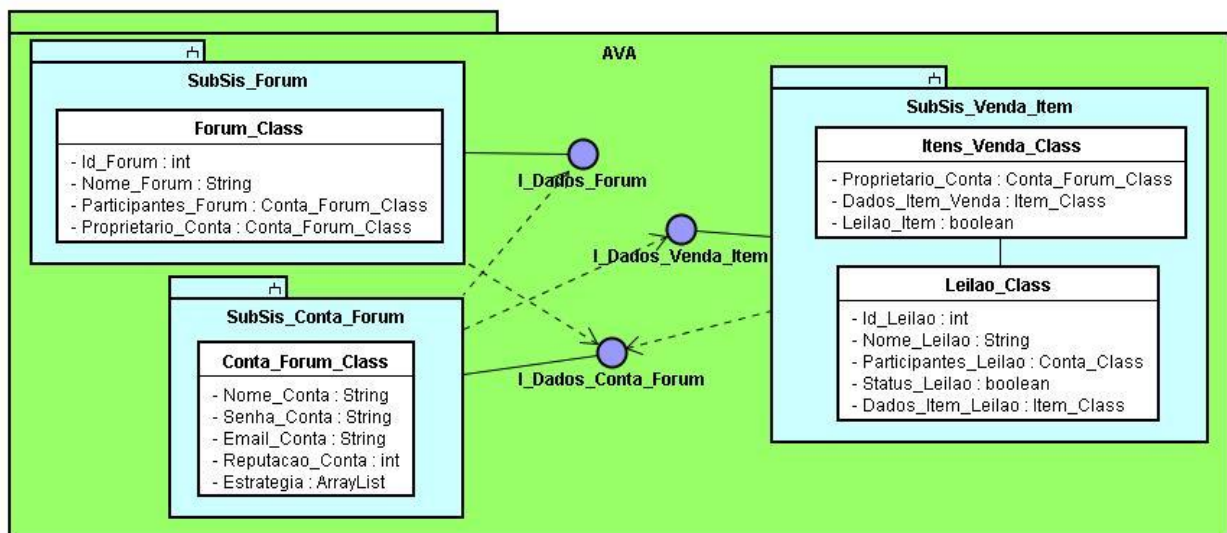 AVA
SubSis_Forum
Forum_Class
- Id_Forum : int
- Nome_Forum : String
- Participantes_Forum : Conta_Forum_Class
- Proprietario_Conta : Conta_Forum_Class
SubSis_Conta_Forum
Conta_Forum_Class
- Nome_Conta : String
- Senha_Conta : String
- Email_Conta : String
- Reputacao_Conta : int
- Estrategia : ArrayList
I_Dados_Forum
I_Dados_Venda_Item
I_Dados_Conta_Forum
SubSis_Venda_Item
Itens_Venda_Class
- Proprietario_Conta : Conta_Forum_Class
- Dados_Item_Venda : Item_Class
- Leilao_Item : boolean
Leilao_Class
- Id_Leilao : int
- Nome_Leilao : String
- Participantes_Leilao : Conta_Class
- Status_Leilao : boolean
- Dados_Item_Leilao : Item_Class